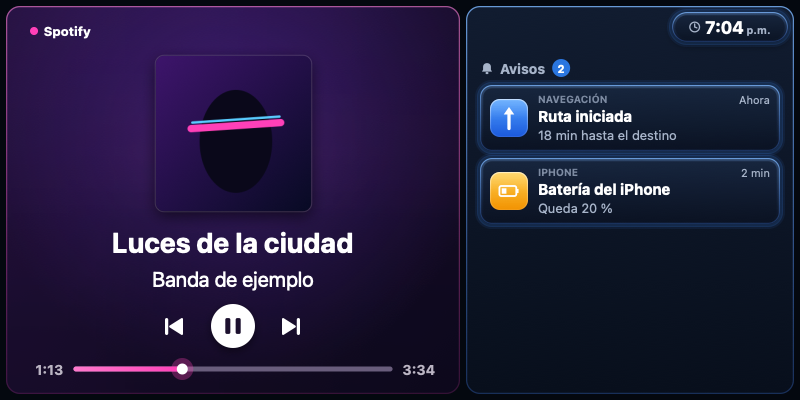 Spotify
Luces de la ciudad
Banda de ejemplo
1:13
3:34
7:04 p.m.
Avisos 2
NAVEGACIÓN
Ahora
Ruta iniciada
18 min hasta el destino
IPHONE
2 min
Batería del iPhone
Queda 20 %